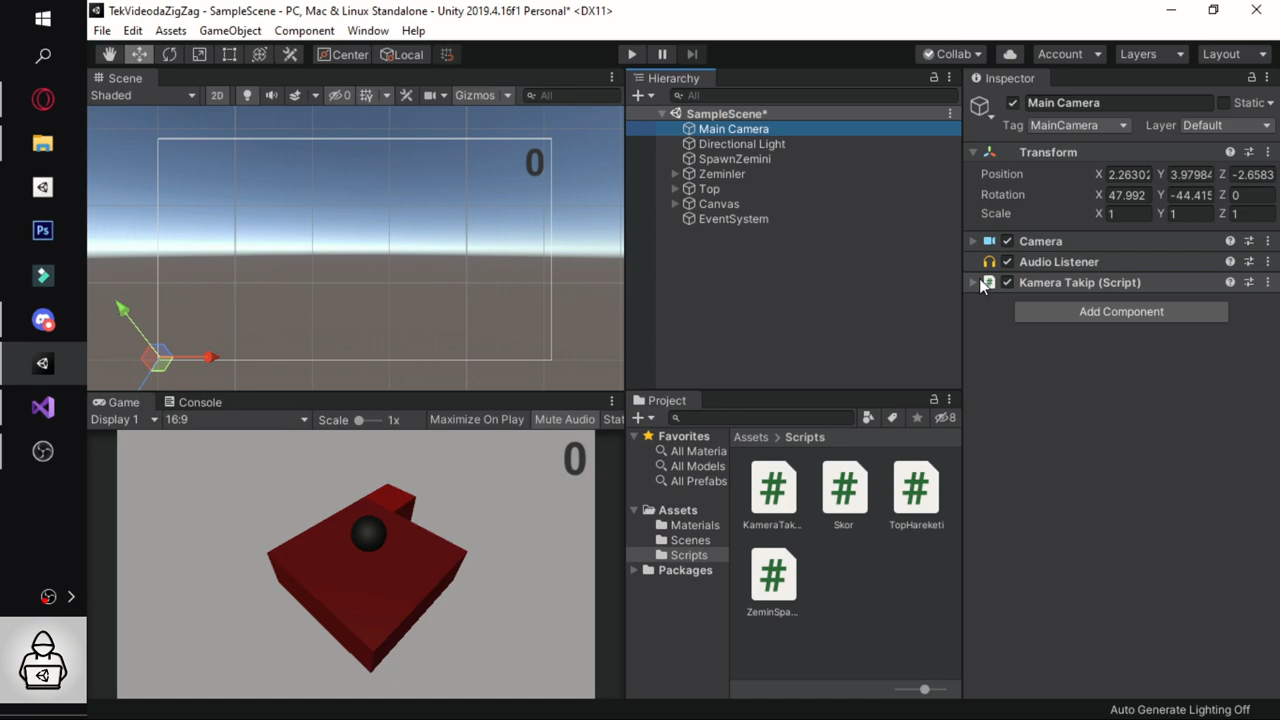 TekVideodaZigZag - SampleScene - PC, Mac & Linux Standalone - Unity 2019.4.16f1 Personal* <DX11>
File Edit Assets GameObject Component Window Help
Center Local Collab Account Layers Layout
Scene
Shaded 2D 0 Gizmos All
0
Game Console
Display 1 16:9 Scale 1x Maximize On Play Mute Audio Stat
0
Hierarchy
All
SampleScene*
Main Camera
Directional Light
SpawnZemini
Zeminler
Top
Canvas
EventSystem
Project
8
Favorites
All Materia
All Models
All Prefabs
Assets
Materials
Scenes
Scripts
Packages
Assets > Scripts
KameraTak... Skor TopHareketi
ZeminSpa...
Inspector
Main Camera Static
Tag MainCamera Layer Default
Transform
Position X 2.26302 Y 3.97984 Z -2.6583
Rotation X 47.992 Y -44.415 Z 0
Scale X 1 Y 1 Z 1
Camera
Audio Listener
# Kamera Takip (Script)
Add Component
Ps
Auto Generate Lighting Off